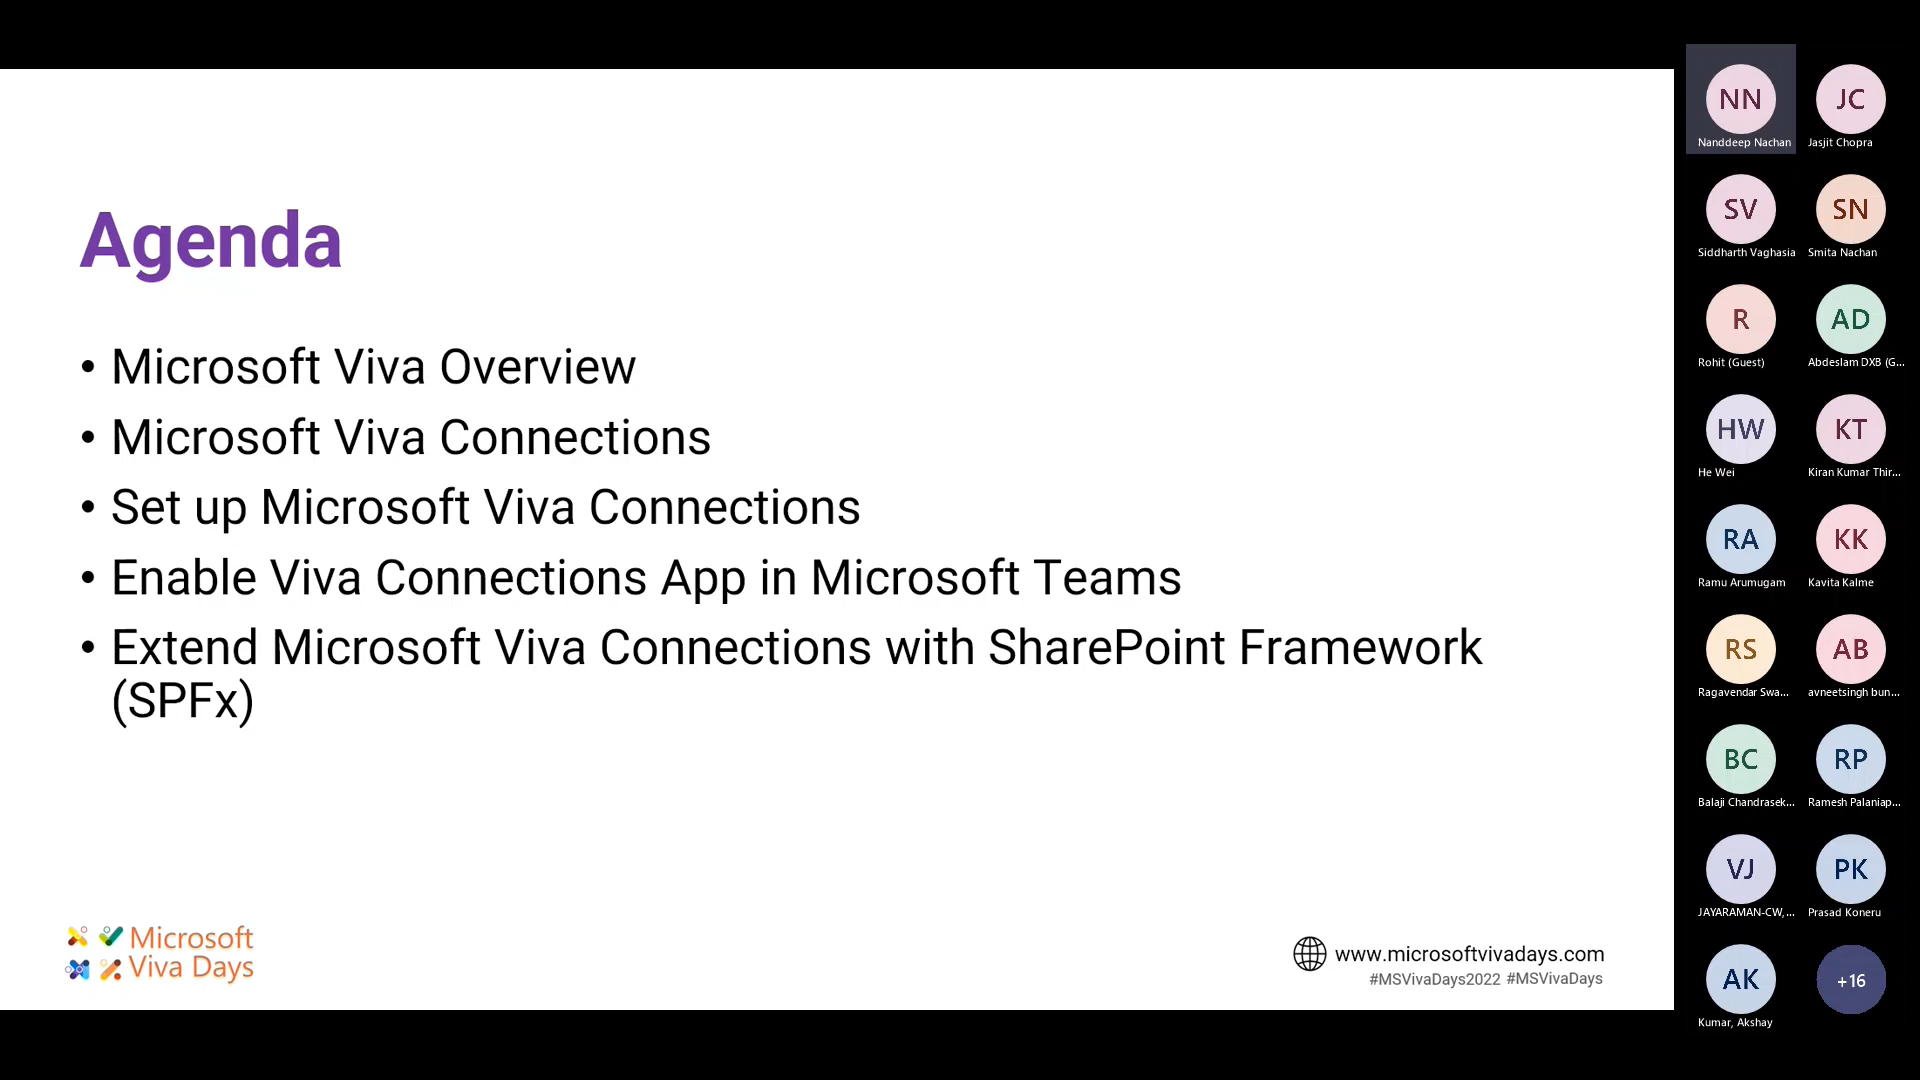 Agenda
• Microsoft Viva Overview
• Microsoft Viva Connections
• Set up Microsoft Viva Connections
• Enable Viva Connections App in Microsoft Teams
• Extend Microsoft Viva Connections with SharePoint Framework
(SPFx)
Microsoft
Viva Days
www.microsoftvivadays.com
#MSVivaDays2022 #MSVivaDays
NN JC
Nanddeep Nachan Jasjit Chopra
SV SN
Siddharth Vaghasia Smita Nachan
R AD
Rohit (Guest) Abdeslam DXB (G...
HW KT
He Wei Kiran Kumar Thir...
RA KK
Ramu Arumugam Kavita Kalme
RS AB
Ragavendar Swa... avneetsingh bun...
BC RP
Balaji Chandrasek... Ramesh Palaniap...
VJ PK
JAYARAMAN-CW,... Prasad Koneru
AK +16
Kumar, Akshay